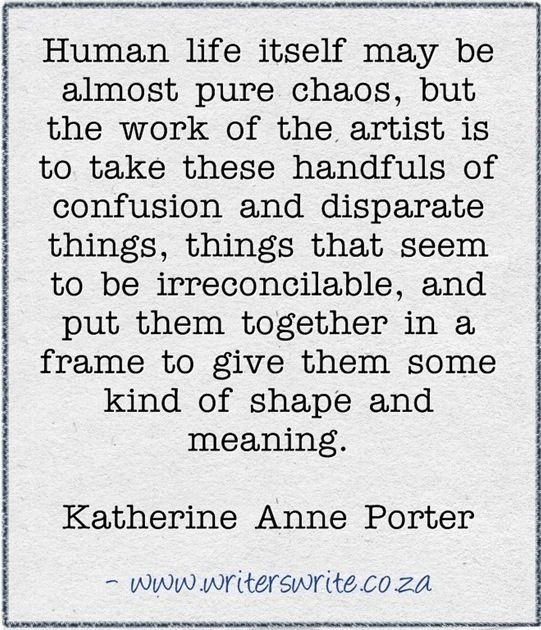 Human life itself may be
almost pure chaos, but
the work of the artist is
to take these handfuls of
confusion and disparate
things, things that seem
to be irreconcilable, and
put them together in a
frame to give them some
kind of shape and
meaning.
Katherine Anne Porter
- www.writerswrite.co.za